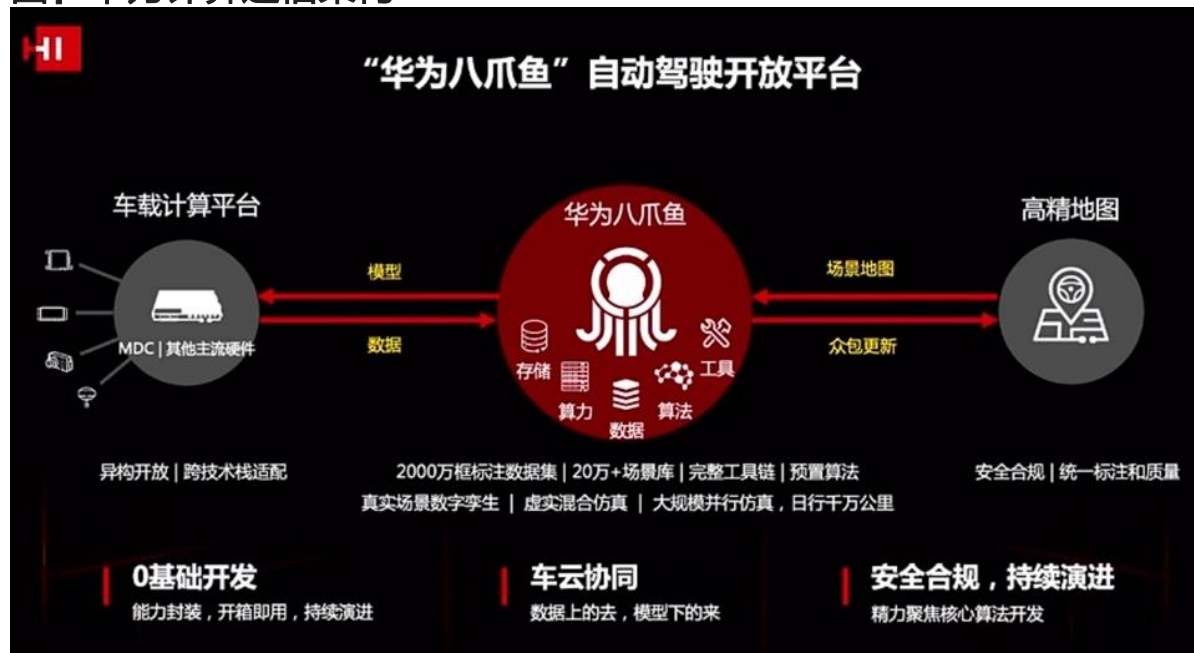 HI
“华为八爪鱼”自动驾驶开放平台
车载计算平台
MDC | 其他主流硬件
模型
数据
华为八爪鱼
存储
算力
数据
算法
工具
场景地图
众包更新
高精地图
异构开放 | 跨技术栈适配
2000万框标注数据集 | 20万+场景库 | 完整工具链 | 预置算法
真实场景数字孪生 | 虚实混合仿真 | 大规模并行仿真，日行千万公里
安全合规 | 统一标注和质量
0基础开发
能力封装，开箱即用，持续演进
车云协同
数据上的去，模型下的来
安全合规，持续演进
精力聚焦核心算法开发